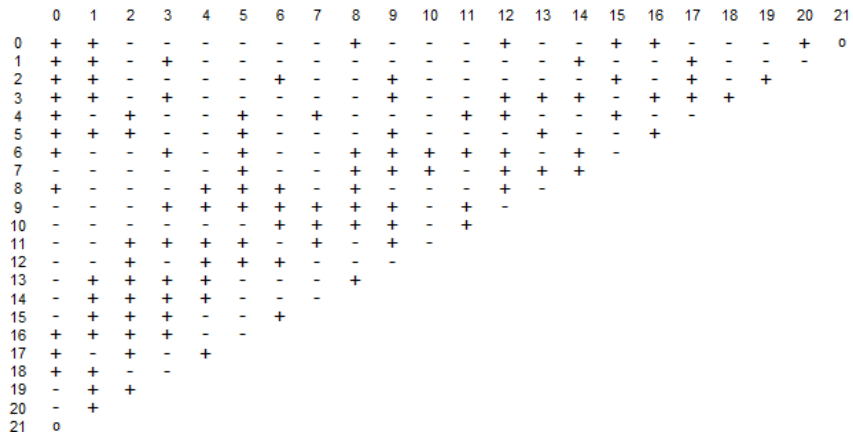 0 1 2 3 4 5 6 7 8 9 10 11 12 13 14 15 16 17 18 19 20 21
0 + + - - - - - - + - - - + - - + + - - - + o
1 + + - + - - - - - - - - - - + - - + - - -
2 + + - - - - + - - + - - - - - + - + - +
3 + + - + - - - - - + - - + + + - + + +
4 + - + - - + - + - - - + + - - + - -
5 + + + - - + - - - + - - - + - - +
6 + - - + - + - - + + + + + - + -
7 - - - - - + - - + + + - + + +
8 + - - - + + + - + - - - + -
9 - - - + + + + + + + - + -
10 - - - - - - + + + + - +
11 - - + + + + - + - + -
12 - - + - + + + - - -
13 - + + + + - - - +
14 - + + + + - - -
15 - + + + - - +
16 + + + + - -
17 + - + - +
18 + + - -
19 - + +
20 - +
21 o